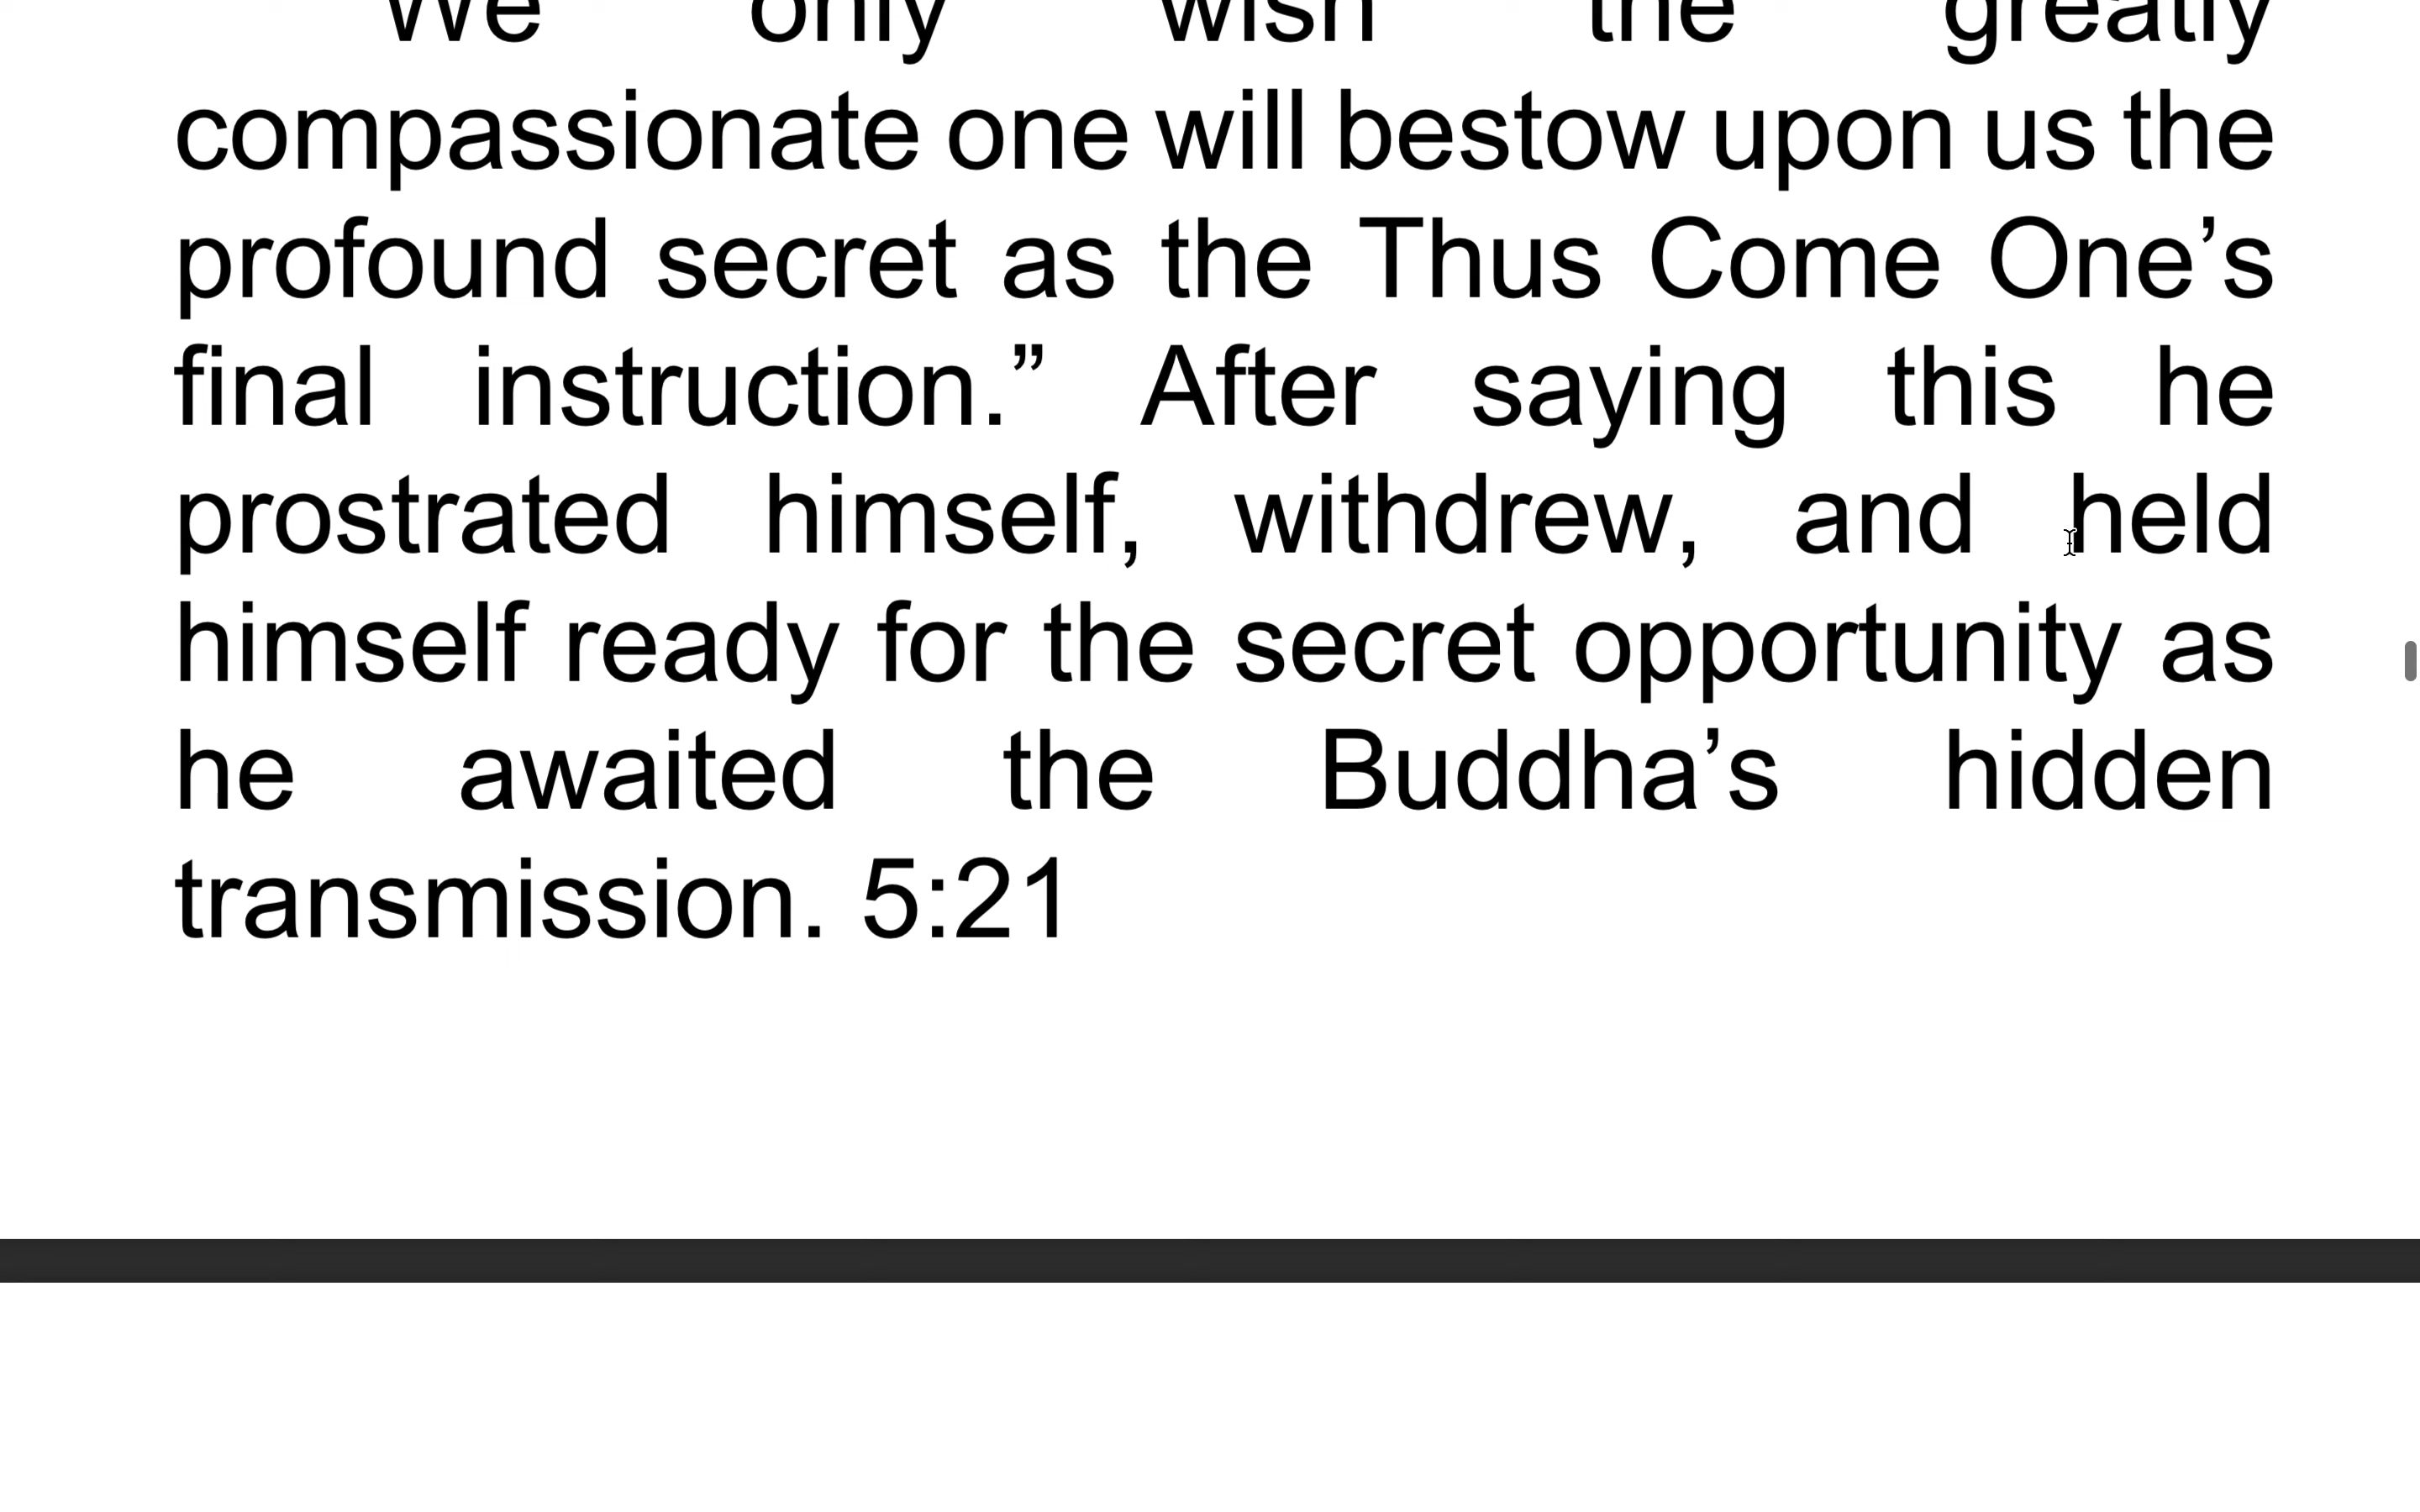 We only wish the greatly
compassionate one will bestow upon us the
profound secret as the Thus Come One’s
final instruction.” After saying this he
prostrated himself, withdrew, and held
himself ready for the secret opportunity as
he awaited the Buddha’s hidden
transmission. 5:21